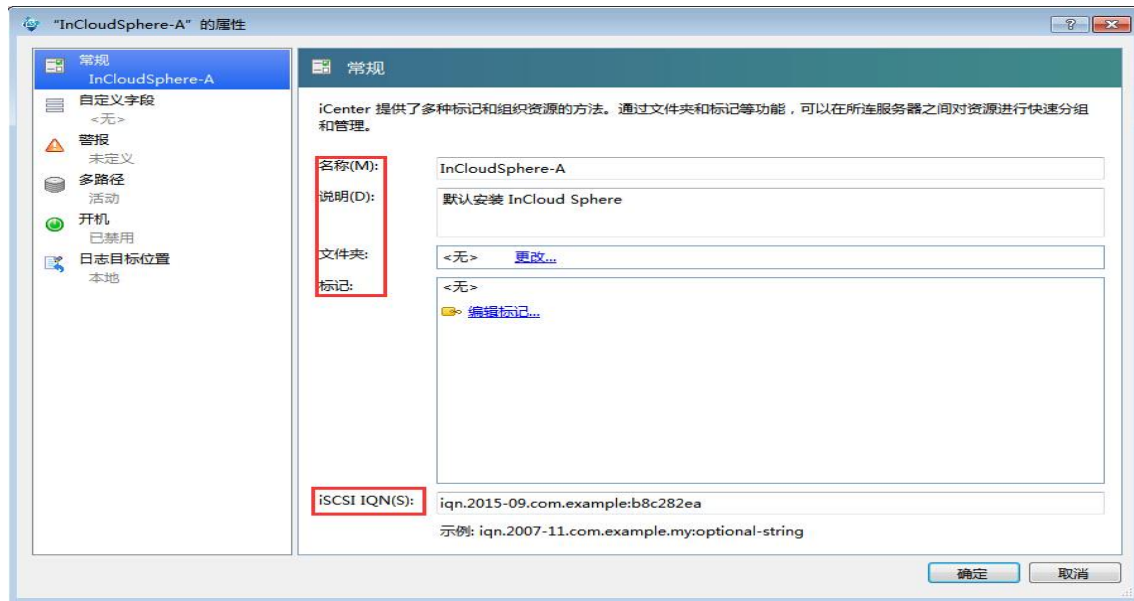 "InCloudSphere-A" 的属性
常规
InCloudSphere-A
自定义字段
<无>
警报
未定义
多路径
活动
开机
已禁用
日志目标位置
本地
常规
iCenter 提供了多种标记和组织资源的方法。通过文件夹和标记等功能，可以在所连服务器之间对资源进行快速分组
和管理。
名称(M): InCloudSphere-A
说明(D): 默认安装 InCloud Sphere
文件夹: <无> 更改...
标记: <无>
编辑标记...
iSCSI IQN(S): iqn.2015-09.com.example:b8c282ea
示例: iqn.2007-11.com.example.my:optional-string
确定 取消